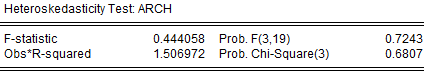 Heteroskedasticity Test: ARCH
F-statistic 0.444058 Prob. F(3,19) 0.7243
Obs*R-squared 1.506972 Prob. Chi-Square(3) 0.6807